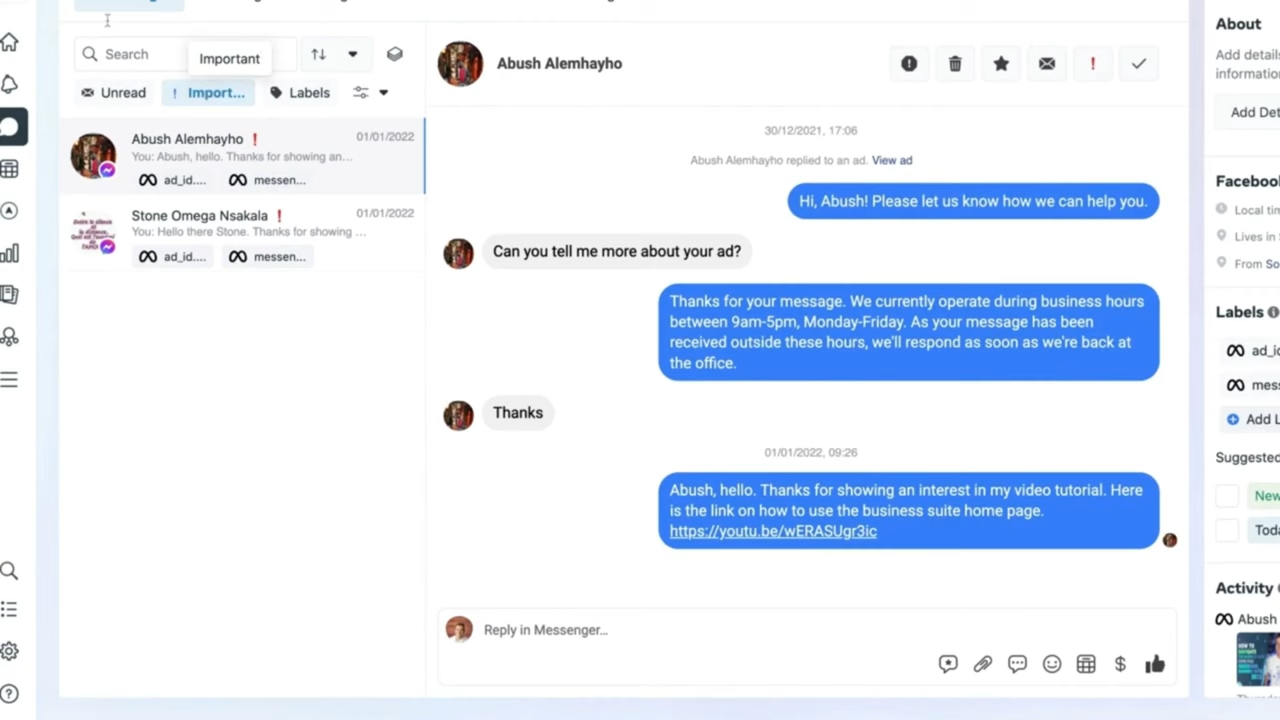 Search
Important
Unread
! Import...
Labels
Abush Alemhayho ❗
01/01/2022
You: Abush, hello. Thanks for showing an...
ad_id....
messen...
Stone Omega Nsakala ❗
01/01/2022
You: Hello there Stone. Thanks for showing ...
ad_id....
messen...
Abush Alemhayho
30/12/2021, 17:06
Abush Alemhayho replied to an ad. View ad
Hi, Abush! Please let us know how we can help you.
Can you tell me more about your ad?
Thanks for your message. We currently operate during business hours
between 9am-5pm, Monday-Friday. As your message has been
received outside these hours, we'll respond as soon as we're back at
the office.
Thanks
01/01/2022, 09:26
Abush, hello. Thanks for showing an interest in my video tutorial. Here
is the link on how to use the business suite home page.
https://youtu.be/wERASUgr3ic
Reply in Messenger...
About
Add details
informatio
Add Det
Facebool
Local tim
Lives in
From So
Labels
ad_id
mess
Add L
Suggested
New
Toda
Activity
Abush